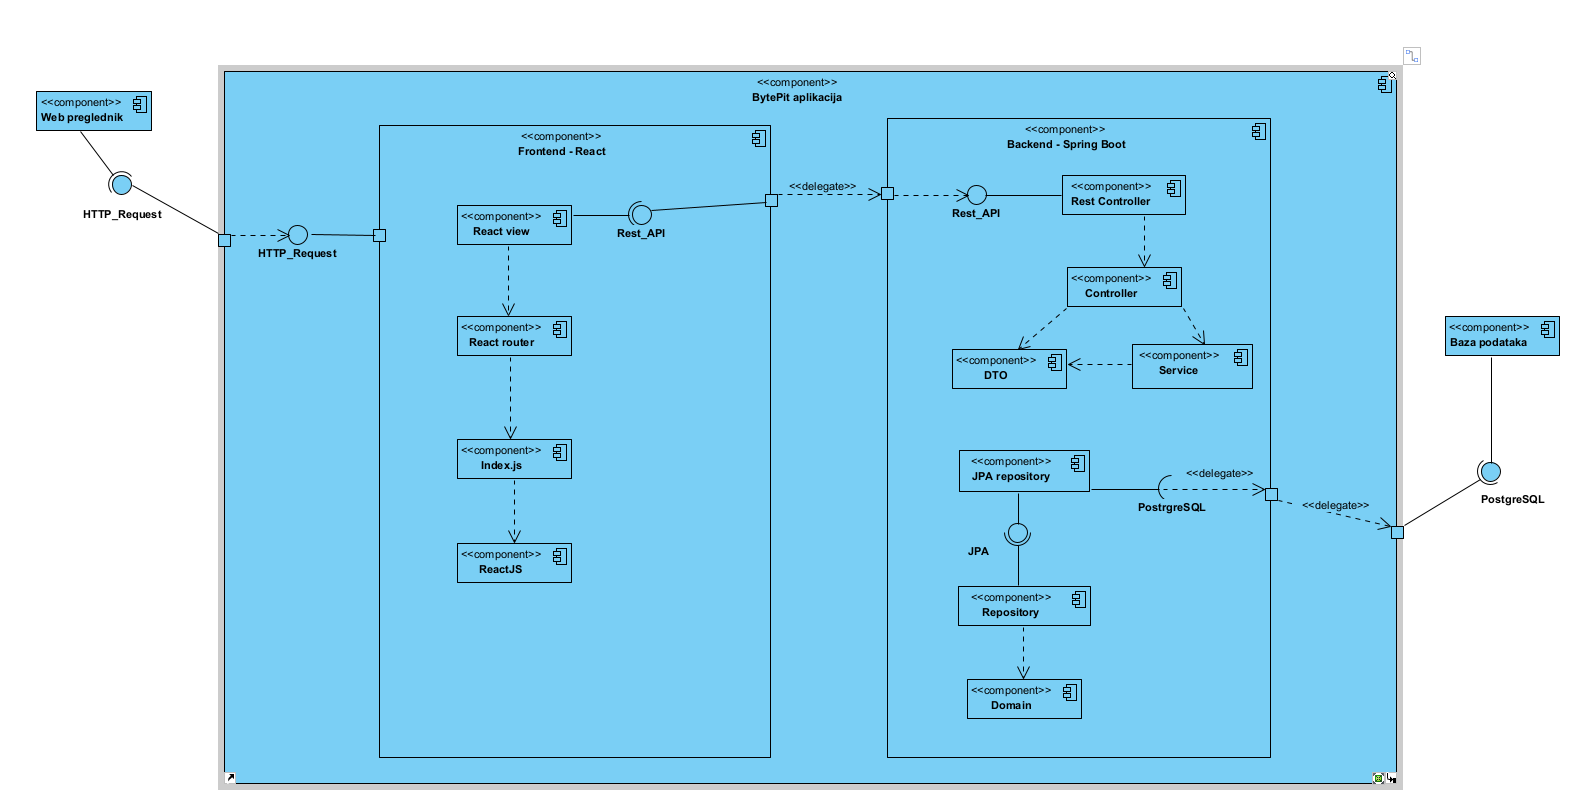 <<component>>
BytePit aplikacija
<<component>>
Web preglednik
HTTP_Request
HTTP_Request
<<component>>
Frontend - React
<<component>>
React view
Rest_API
<<component>>
React router
<<component>>
Index.js
<<component>>
ReactJS
<<delegate>>
<<component>>
Backend - Spring Boot
Rest_API
<<component>>
Rest Controller
<<component>>
Controller
<<component>>
DTO
<<component>>
Service
<<component>>
JPA repository
<<delegate>>
PostrgreSQL
JPA
<<component>>
Repository
<<component>>
Domain
<<delegate>>
<<component>>
Baza podataka
PostgreSQL